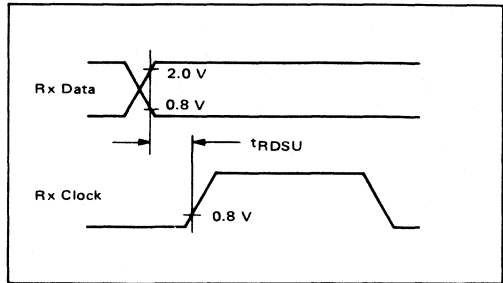 2.0 V
Rx Data
0.8 V
tRDSU
Rx Clock
0.8 V